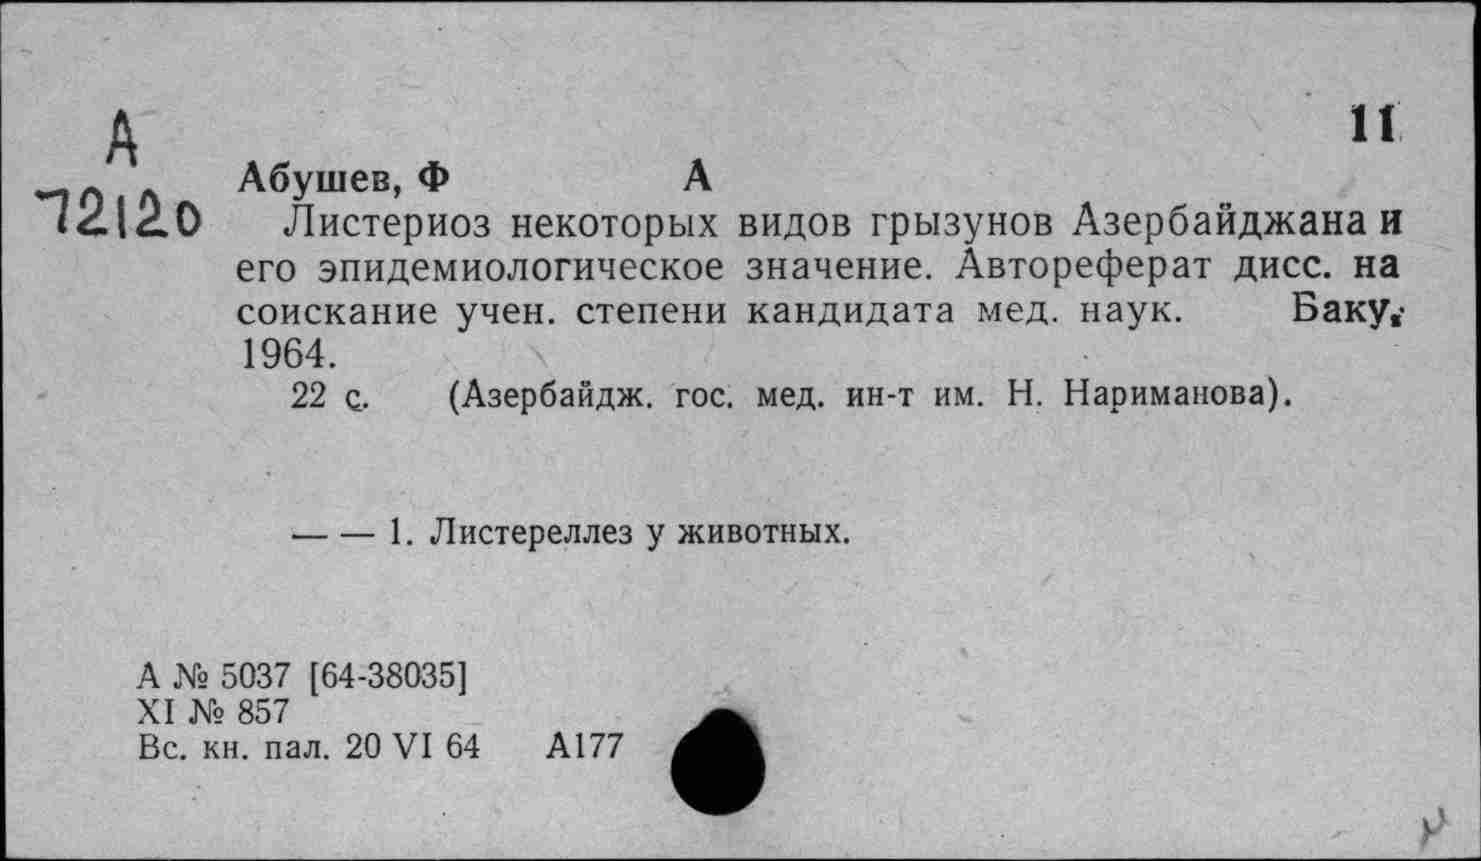 11
А
72120
Абушев, Ф А
Листериоз некоторых видов грызунов Азербайджана и
его эпидемиологическое значение. Автореферат дисс. на
соискание учен. степени кандидата мед. наук. Баку,
1964.
22 с. (Азербайдж. гос. мед. ин-т им. Н. Нариманова).
— — 1. Листереллез у животных.
А № 5037 [64-38035]
XI № 857
Вс. кн. пал. 20 VI 64 А177